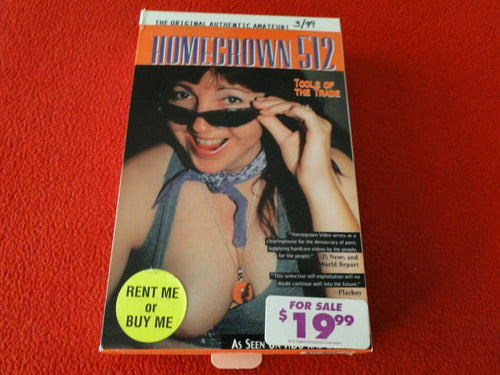 THE ORIGINAL AUTHENTIC AMATEUR!
3/99
HOMEGROWN 512
TOOLS OF
THE TRADE
"Homegrown Video serves as a
clearinghouse for the democracy of porn,
supplying hardcore videos by the people,
for the people."
US News and
World Report
"This seductive self-exploitation will no
doubt continue well into the future."
Playboy
RENT ME
or
BUY ME
FOR SALE
$19.99
AS SEEN ON